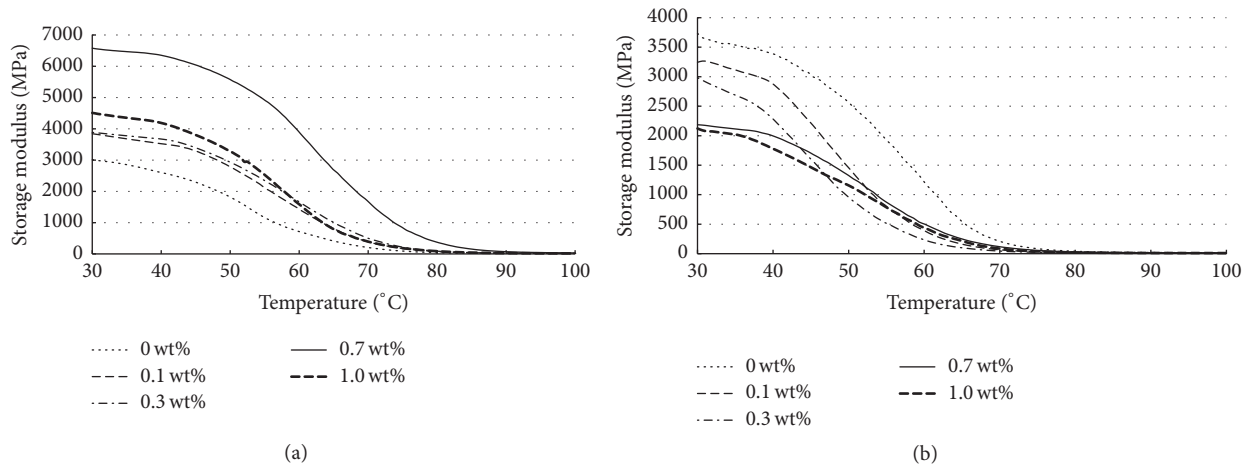 Storage modulus (MPa)
7000
6000
5000
4000
3000
2000
1000
0
30 40 50 60 70 80 90 100
Temperature (°C)
0 wt%
0.1 wt%
0.3 wt%
0.7 wt%
1.0 wt%
(a)
Storage modulus (MPa)
4000
3500
3000
2500
2000
1500
1000
500
0
30 40 50 60 70 80 90 100
Temperature (°C)
0 wt%
0.1 wt%
0.3 wt%
0.7 wt%
1.0 wt%
(b)